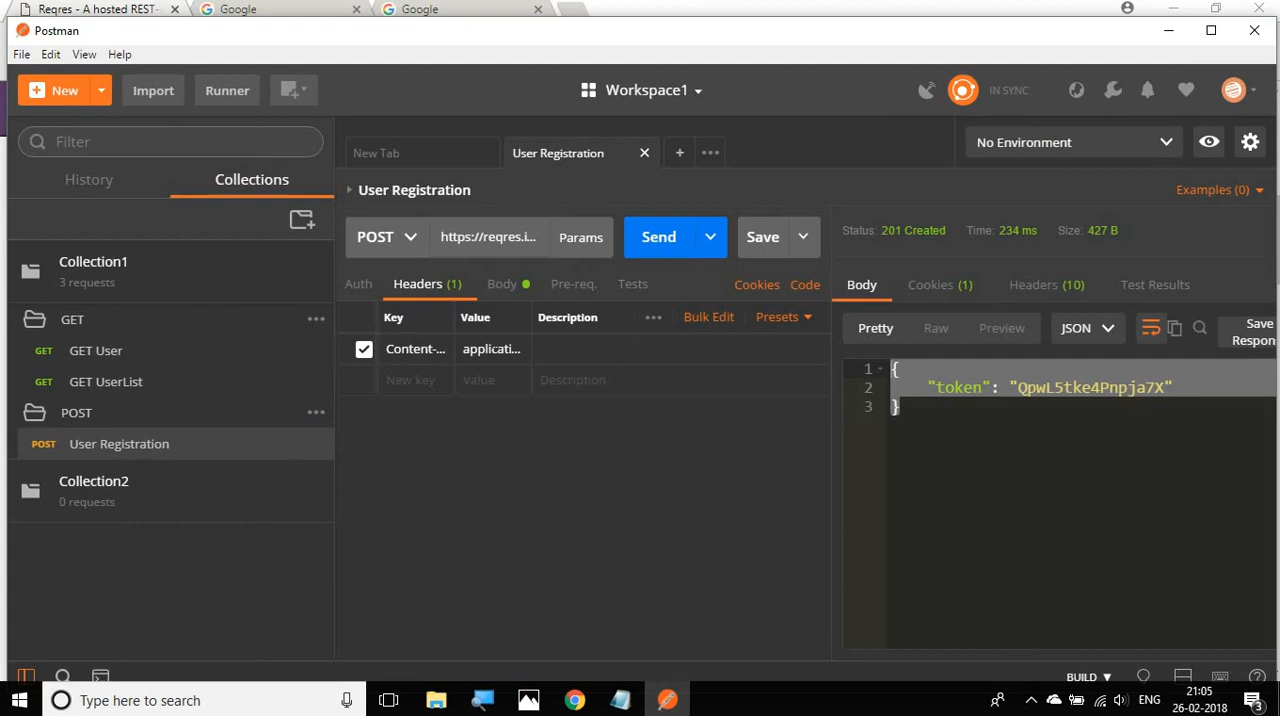 Reqres - A hosted REST-
Google
Google
Postman
File Edit View Help
New Import Runner Workspace1 IN SYNC
Filter
New Tab User Registration No Environment
History Collections
User Registration Examples (0)
POST https://reqres.i... Params Send Save Status: 201 Created Time: 234 ms Size: 427 B
Collection1
3 requests
Auth Headers (1) Body Pre-req. Tests Cookies Code Body Cookies (1) Headers (10) Test Results
Key Value Description Bulk Edit Presets
Pretty Raw Preview JSON Save
Respon
GET
GET GET User
GET GET UserList
POST
POST User Registration
Collection2
0 requests
Content-... applicati...
New key Value Description
1 {
2 "token": "QpwL5tke4Pnpja7X"
3 }
BUILD
Type here to search
ENG
21:05
26-02-2018
3